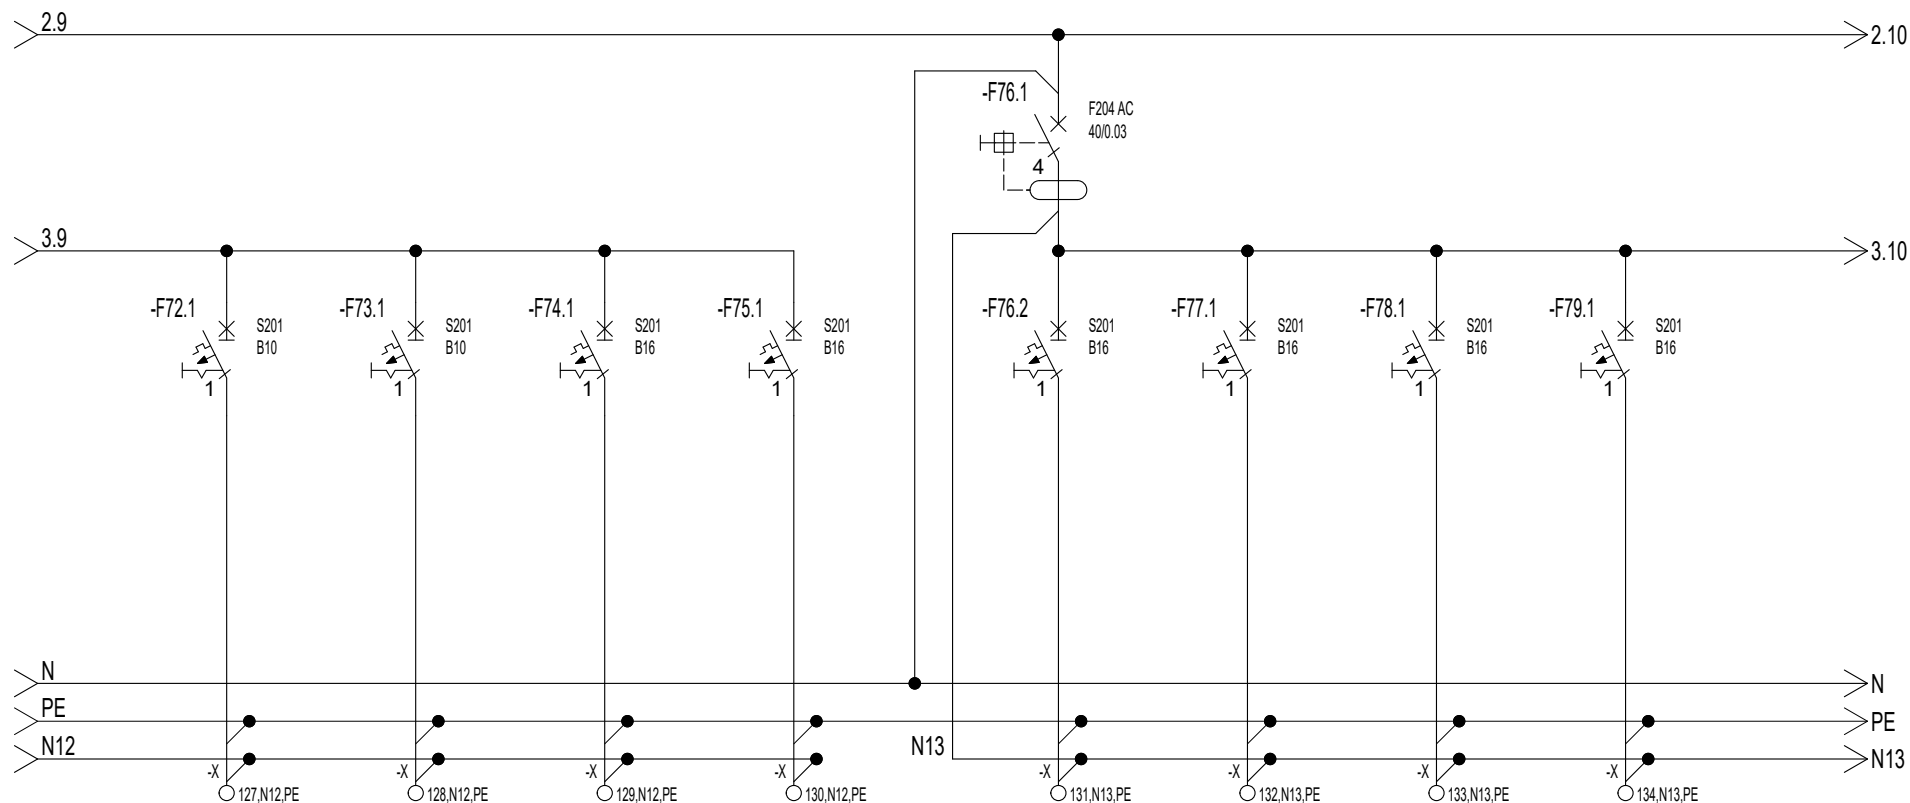 2.9
2.10
-F76.1
F204 AC
40/0.03
4
3.9
3.10
-F72.1
S201
B10
1
-F73.1
S201
B10
1
-F74.1
S201
B16
1
-F75.1
S201
B16
1
-F76.2
S201
B16
1
-F77.1
S201
B16
1
-F78.1
S201
B16
1
-F79.1
S201
B16
1
N
N
PE
PE
N12
N13
N13
-X
-X
-X
-X
-X
-X
-X
-X
127,N12,PE
128,N12,PE
129,N12,PE
130,N12,PE
131,N13,PE
132,N13,PE
133,N13,PE
134,N13,PE